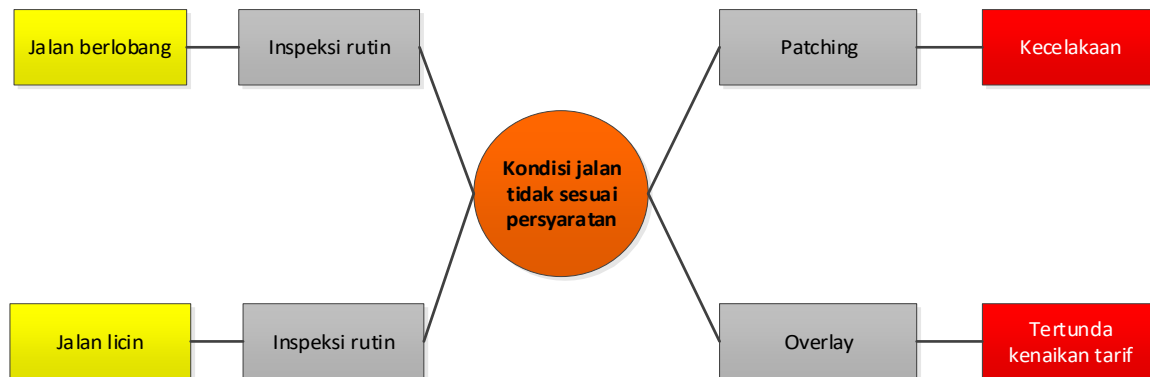 Jalan berlobang
Inspeksi rutin
Patching
Kecelakaan
Kondisi jalan
tidak sesuai
persyaratan
Jalan licin
Inspeksi rutin
Overlay
Tertunda
kenaikan tarif